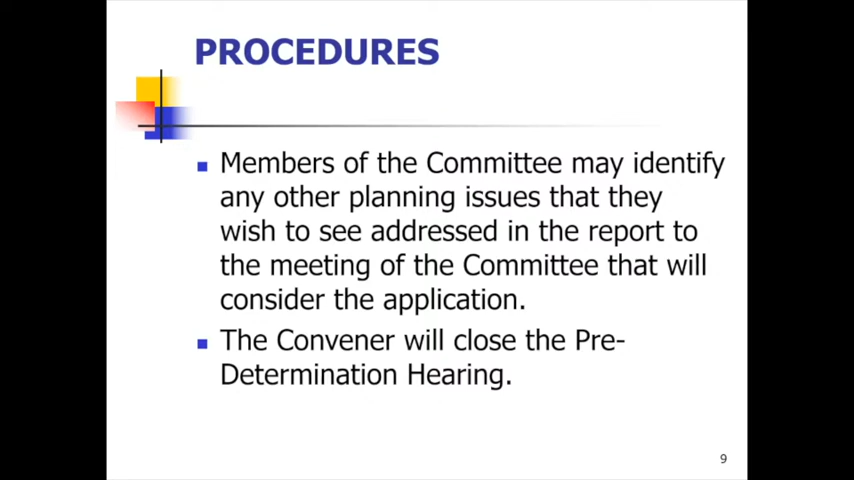 PROCEDURES
Members of the Committee may identify
any other planning issues that they
wish to see addressed in the report to
the meeting of the Committee that will
consider the application.
The Convener will close the Pre-
Determination Hearing.
9